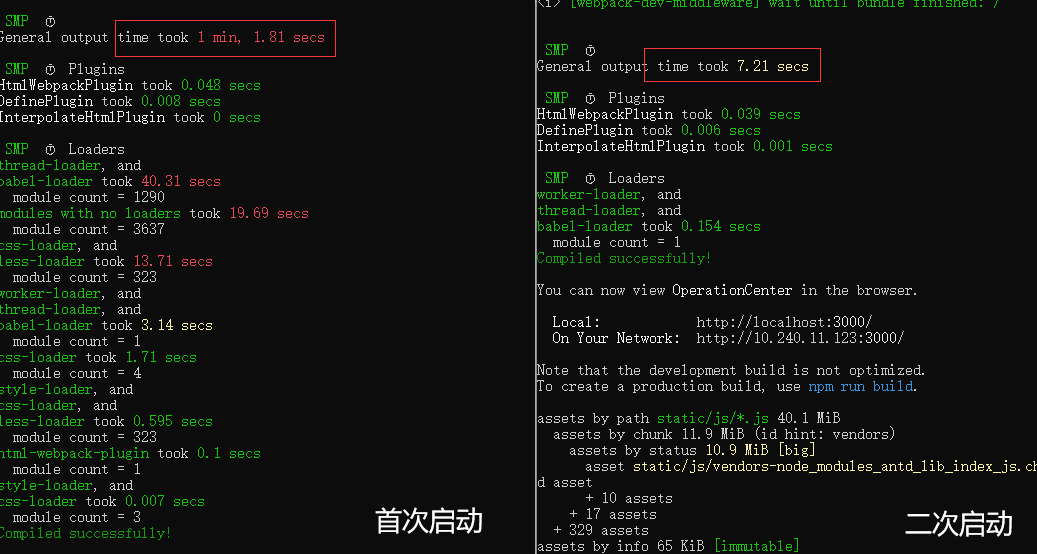 SMP ⏱
General output time took 1 min, 1.81 secs
SMP ⏱ Plugins
HtmlWebpackPlugin took 0.048 secs
DefinePlugin took 0.008 secs
InterpolateHtmlPlugin took 0 secs
SMP ⏱ Loaders
thread-loader, and
babel-loader took 40.31 secs
module count = 1290
modules with no loaders took 19.69 secs
module count = 3637
css-loader, and
less-loader took 13.71 secs
module count = 323
worker-loader, and
thread-loader, and
babel-loader took 3.14 secs
module count = 1
css-loader took 1.71 secs
module count = 4
style-loader, and
css-loader, and
less-loader took 0.595 secs
module count = 323
html-webpack-plugin took 0.1 secs
module count = 1
style-loader, and
css-loader took 0.007 secs
module count = 3
Compiled successfully!
首次启动
<i> [webpack-dev-middleware] wait until bundle finished: /
SMP ⏱
General output time took 7.21 secs
SMP ⏱ Plugins
HtmlWebpackPlugin took 0.039 secs
DefinePlugin took 0.006 secs
InterpolateHtmlPlugin took 0.001 secs
SMP ⏱ Loaders
worker-loader, and
thread-loader, and
babel-loader took 0.154 secs
module count = 1
Compiled successfully!
You can now view OperationCenter in the browser.
Local: http://localhost:3000/
On Your Network: http://10.240.11.123:3000/
Note that the development build is not optimized.
To create a production build, use npm run build.
assets by path static/js/*.js 40.1 MiB
assets by chunk 11.9 MiB (id hint: vendors)
assets by status 10.9 MiB [big]
asset static/js/vendors-node_modules_antd_lib_index_js.ch
d asset
+ 10 assets
+ 17 assets
+ 329 assets
assets by info 65 KiB [immutable]
二次启动